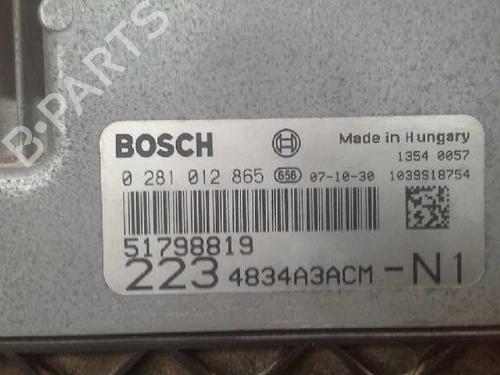 B-PARTS
BOSCH
Made in Hungary
1354 0057
0 281 012 865 656 07-10-30 1039S18754
51798819
223 4834A3ACM -N1